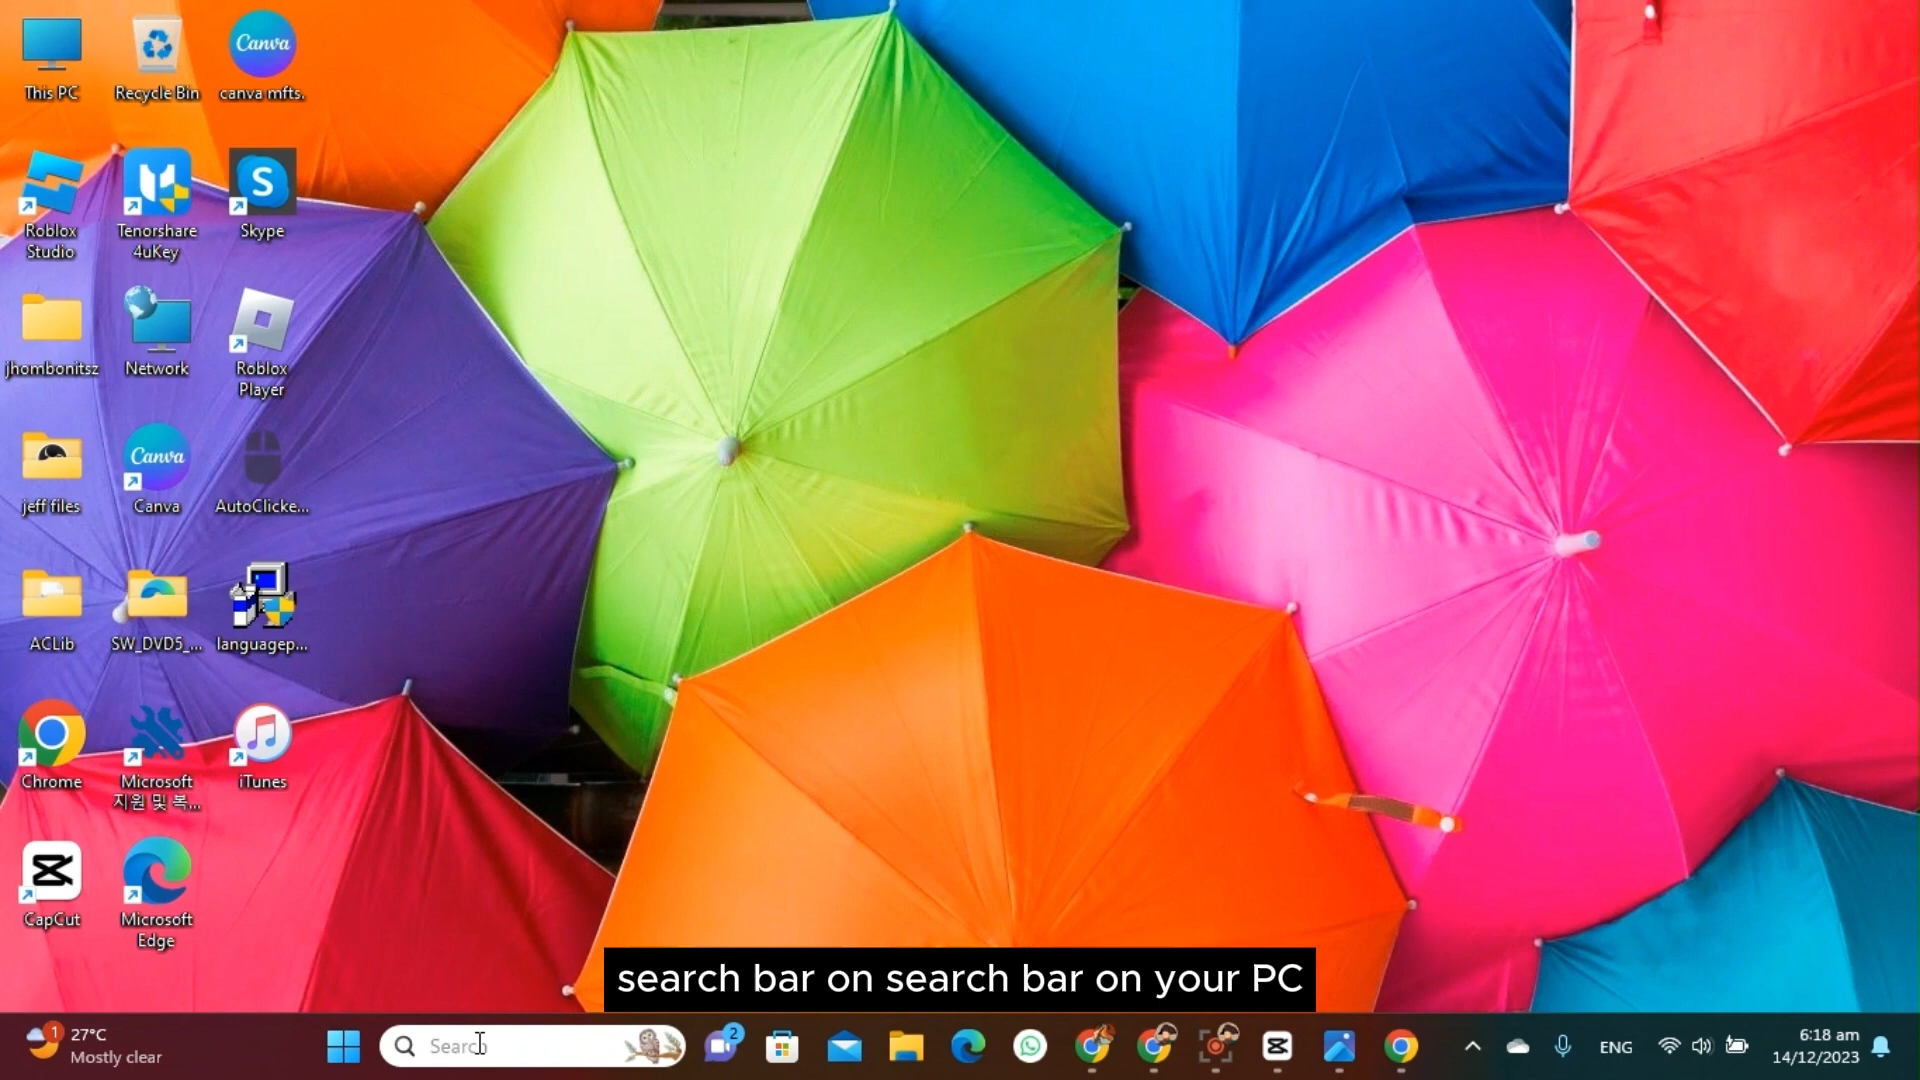 This PC
Recycle Bin
Canva
canva mfts.
Roblox
Studio
Tenorshare
4uKey
S
Skype
jhombonitsz
Network
Roblox
Player
jeff files
Canva
Canva
AutoClicke...
ACLib
SW_DVD5_...
languagep...
Chrome
Microsoft
지원 및 복...
iTunes
CapCut
Microsoft
Edge
search bar on search bar on your PC
1
27°C
Mostly clear
Search
2
ENG
6:18 am
14/12/2023